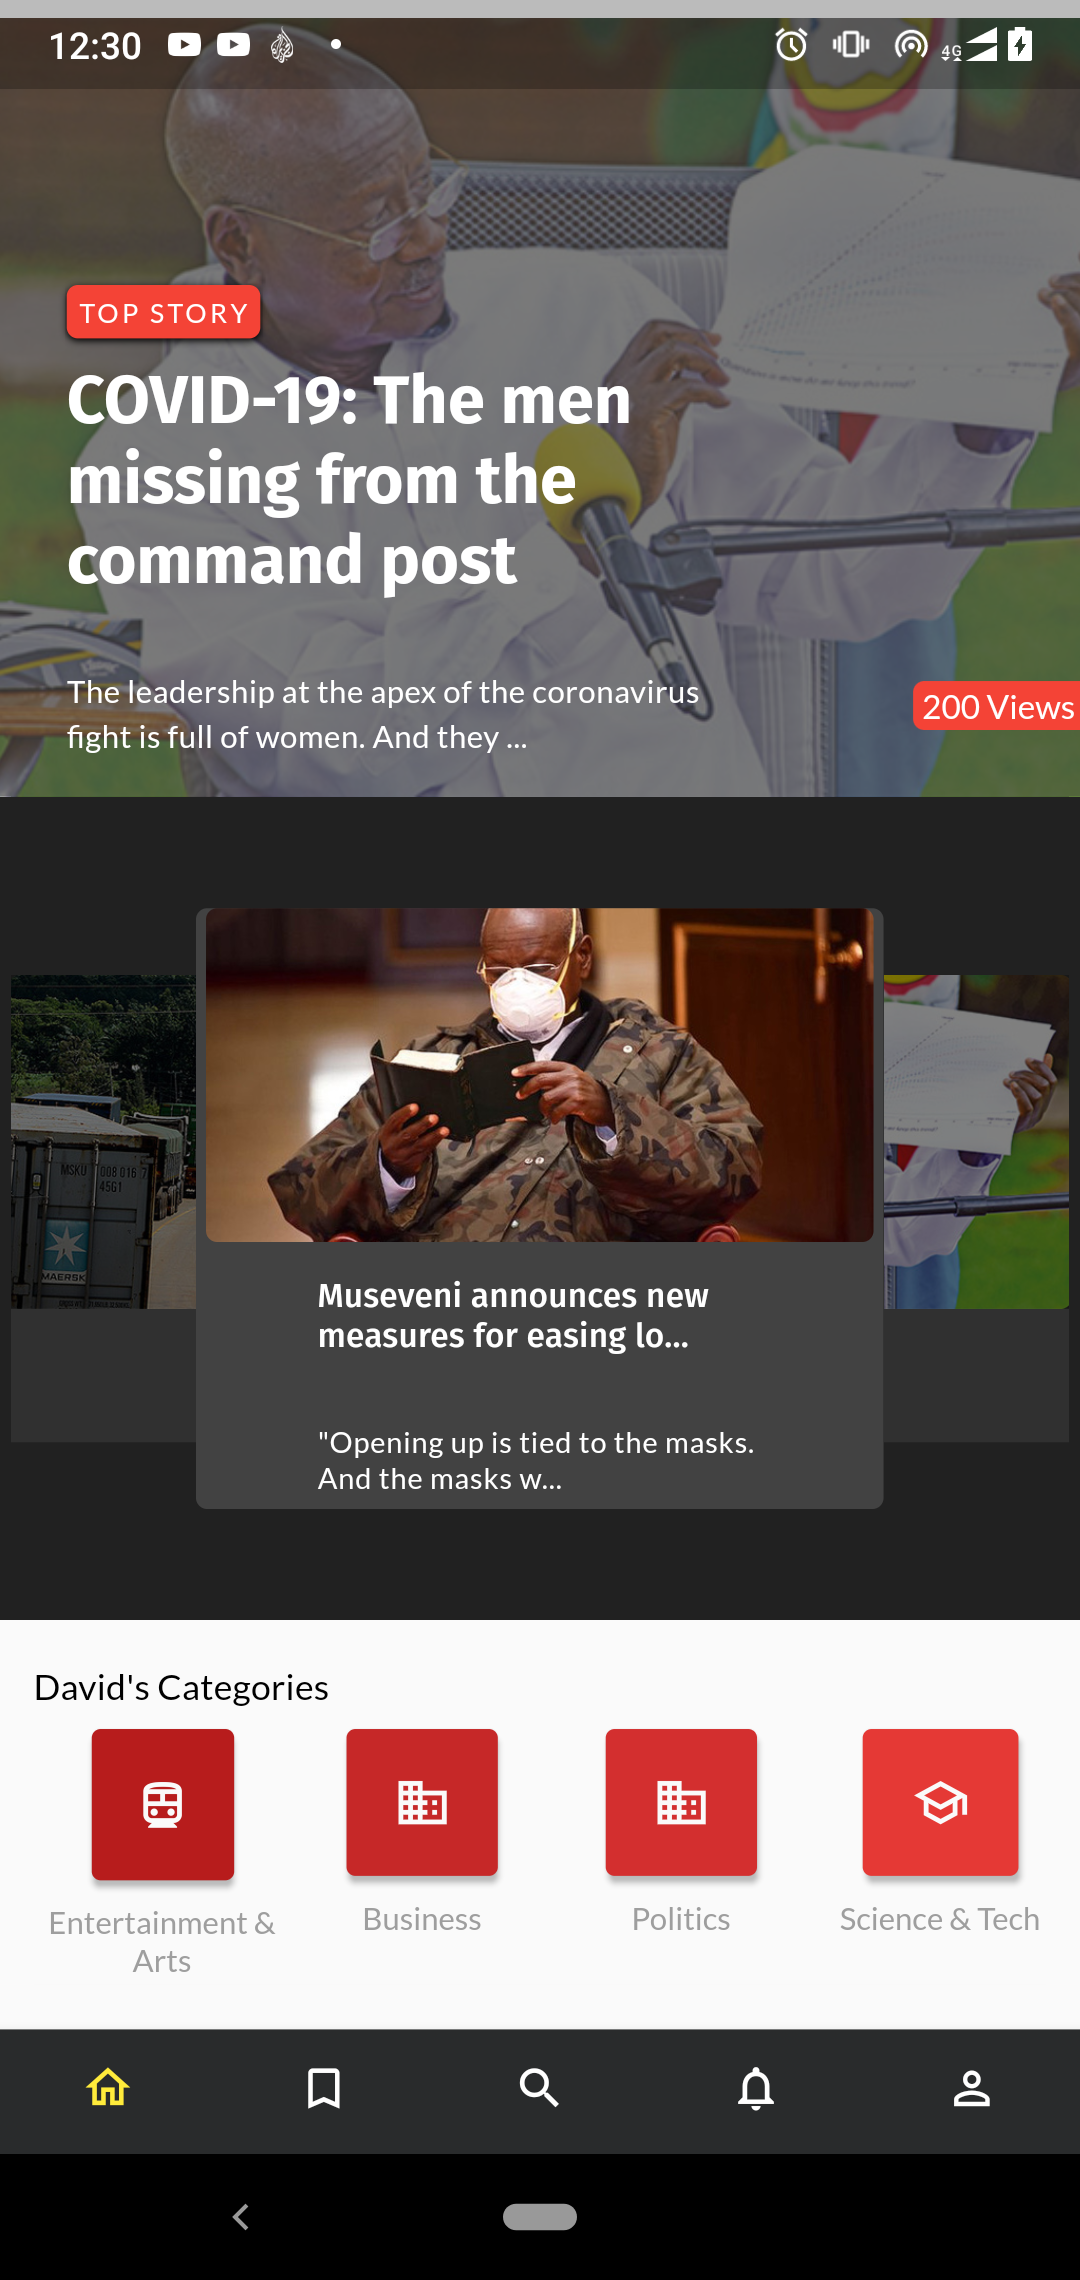 12:30
4G
TOP STORY
COVID-19: The men
missing from the
command post
The leadership at the apex of the coronavirus
fight is full of women. And they ...
200 Views
MSKU 008 016 7
45G1
MAERSK
Museveni announces new
measures for easing lo...
"Opening up is tied to the masks.
And the masks w...
David's Categories
Entertainment &
Arts
Business
Politics
Science & Tech